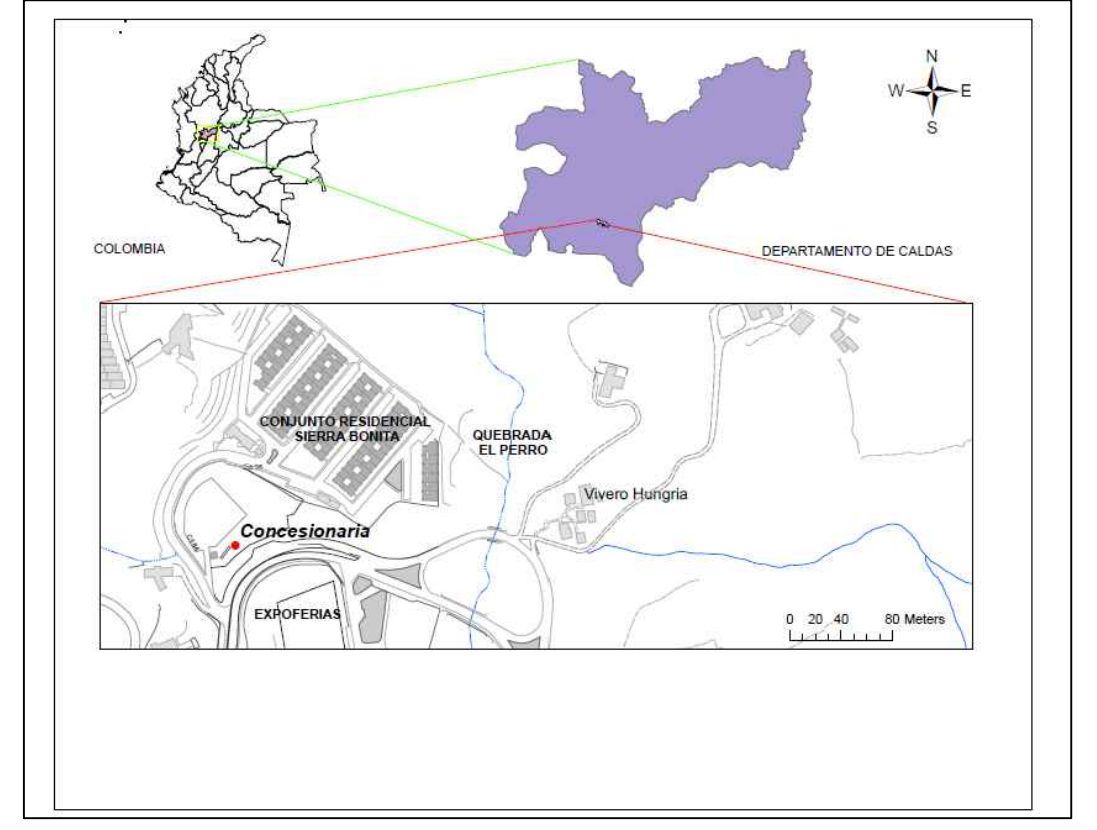 N
W E
S
COLOMBIA
DEPARTAMENTO DE CALDAS
CONJUNTO RESIDENCIAL
SIERRA BONITA
QUEBRADA
EL PERRO
Vivero Hungria
Concesionaria
EXPOFERIAS
0 20 40 80 Meters